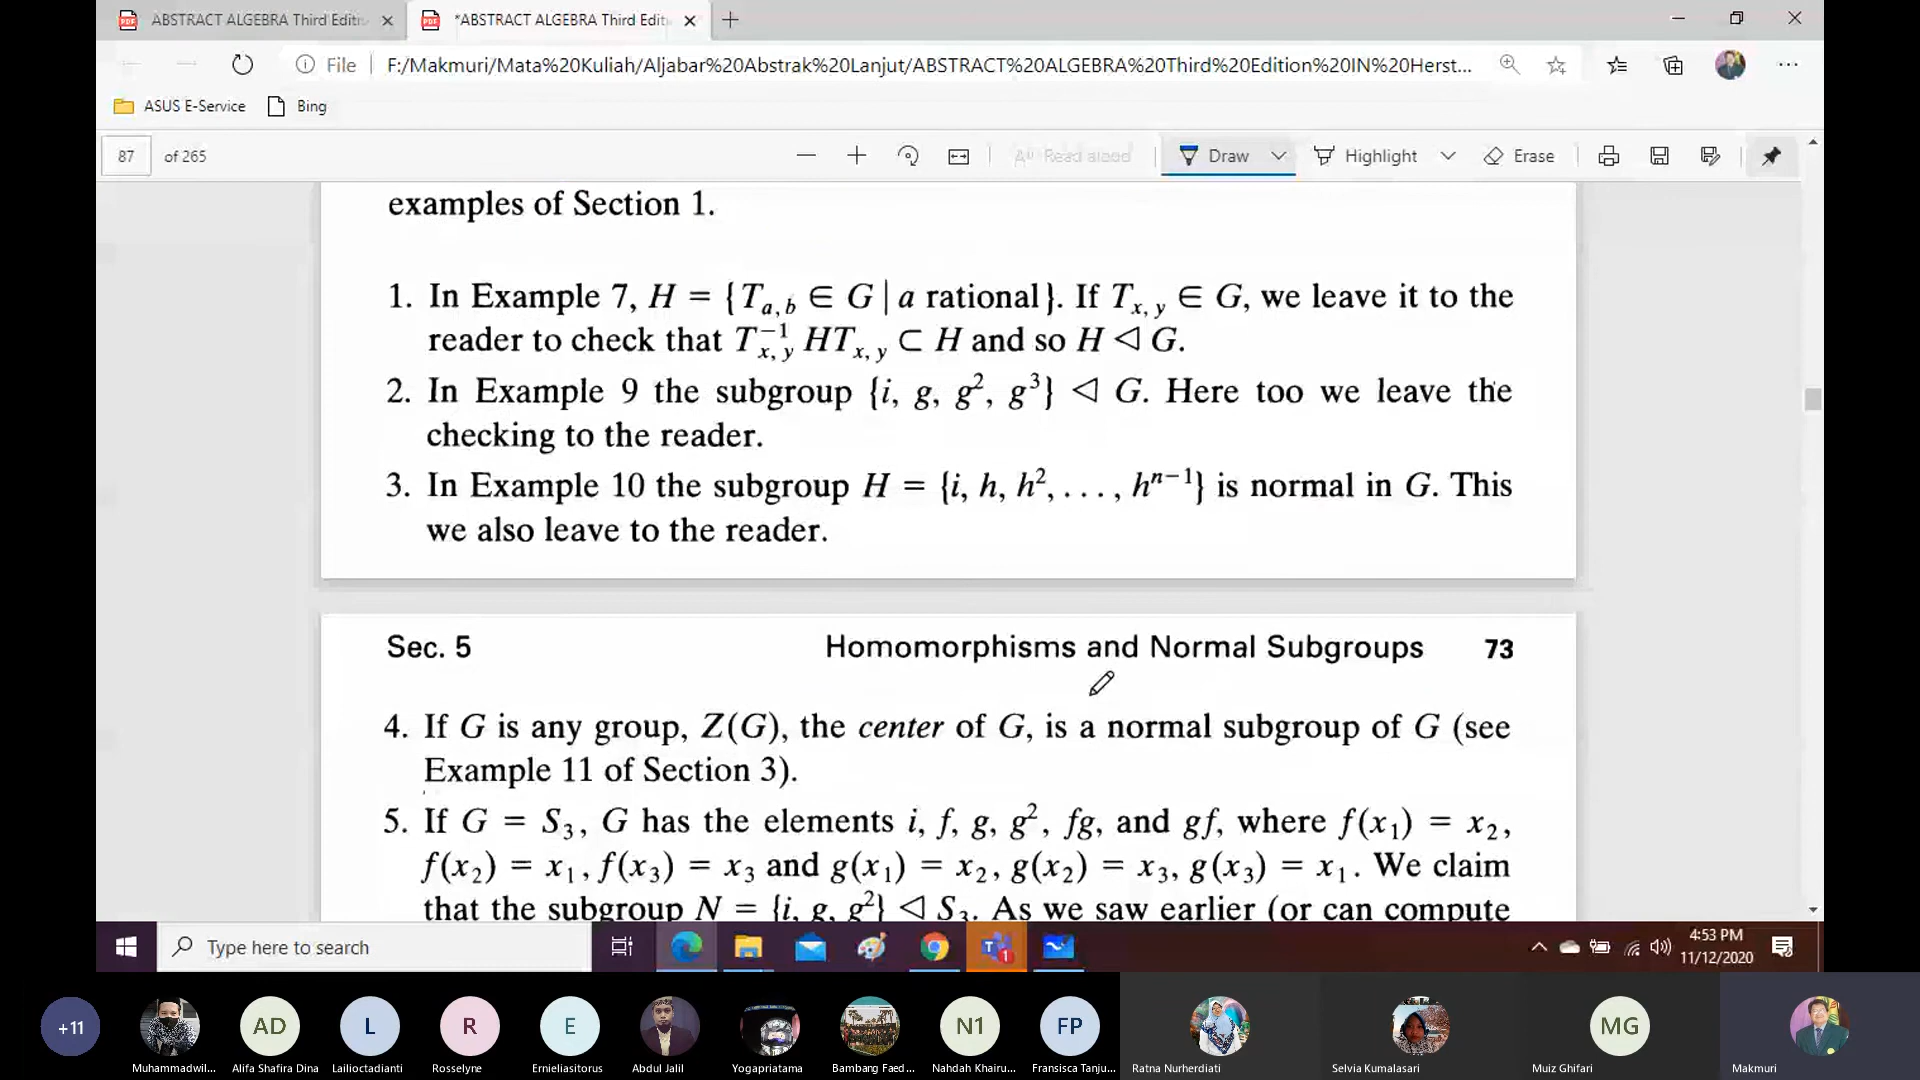 ABSTRACT ALGEBRA Third Editi
*ABSTRACT ALGEBRA Third Edit
File
F:/Makmuri/Mata%20Kuliah/Aljabar%20Abstrak%20Lanjut/ABSTRACT%20ALGEBRA%20Third%20Edition%20IN%20Herst...
ASUS E-Service
Bing
87 of 265
Read aloud
Draw
Highlight
Erase
examples of Section 1.
1. In Example 7, H = {T_{a, b} ∈ G | a rational}. If T_{x, y} ∈ G, we leave it to the
reader to check that T_{x, y}^{-1} HT_{x, y} ⊂ H and so H ◁ G.
2. In Example 9 the subgroup {i, g, g², g³} ◁ G. Here too we leave the
checking to the reader.
3. In Example 10 the subgroup H = {i, h, h², . . . , hⁿ⁻¹} is normal in G. This
we also leave to the reader.
Sec. 5 Homomorphisms and Normal Subgroups 73
4. If G is any group, Z(G), the center of G, is a normal subgroup of G (see
Example 11 of Section 3).
5. If G = S₃, G has the elements i, f, g, g², fg, and gf, where f(x₁) = x₂,
f(x₂) = x₁, f(x₃) = x₃ and g(x₁) = x₂, g(x₂) = x₃, g(x₃) = x₁. We claim
that the subgroup N = {i, g, g²} ◁ S₃. As we saw earlier (or can compute
Type here to search
1
4:53 PM
11/12/2020
+11
AD
L
R
E
N1
FP
MG
Muhammadwil...
Alifa Shafira Dina
Lailioctadianti
Rosselyne
Ernieliasitorus
Abdul Jalil
Yogapriatama
Bambang Faed...
Nahdah Khairu...
Fransisca Tanju...
Ratna Nurherdiati
Selvia Kumalasari
Muiz Ghifari
Makmuri